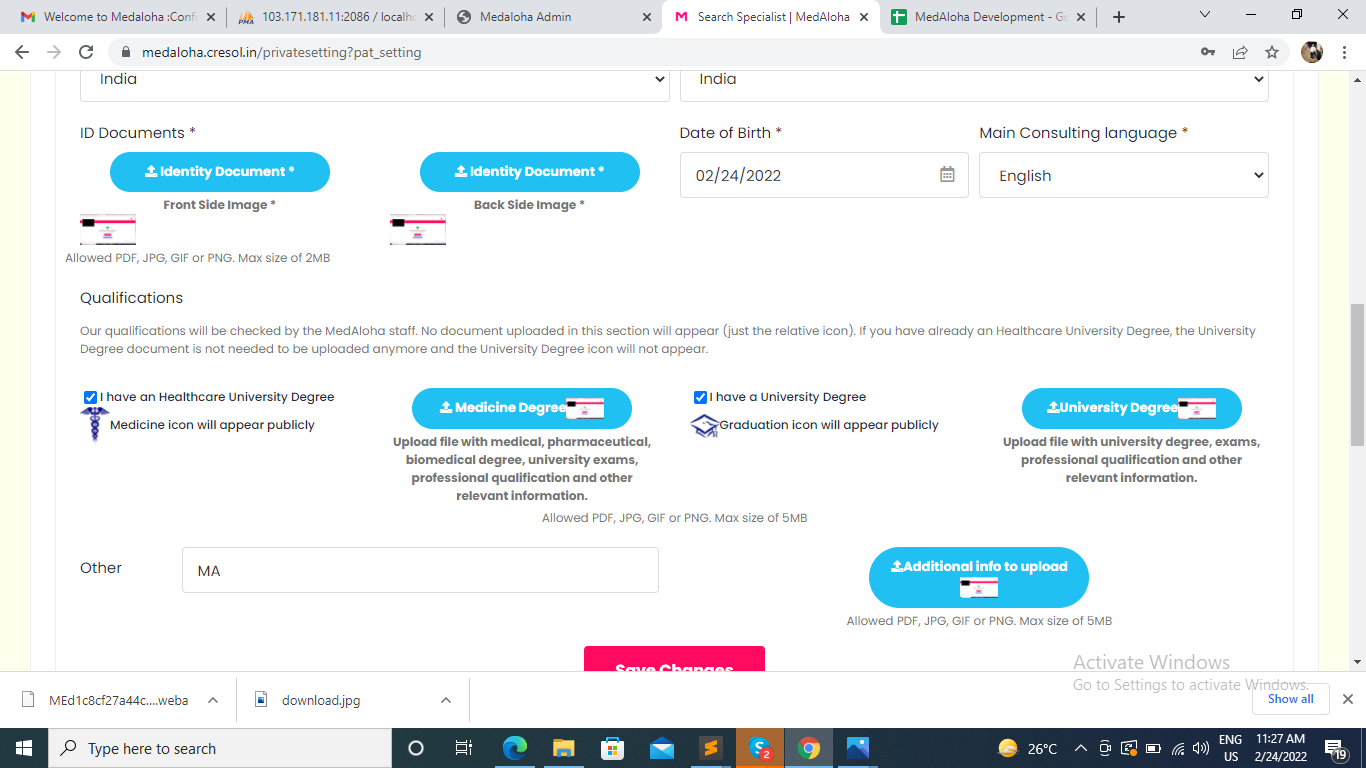 Welcome to Medaloha :Confi
103.171.181.11:2086 / localh
Medaloha Admin
Search Specialist | MedAloha
MedAloha Development - Go
medaloha.cresol.in/privatesetting?pat_setting
India
India
ID Documents *
Date of Birth *
Main Consulting language *
Identity Document *
Identity Document *
02/24/2022
English
Front Side Image *
Back Side Image *
Allowed PDF, JPG, GIF or PNG. Max size of 2MB
Qualifications
Our qualifications will be checked by the MedAloha staff. No document uploaded in this section will appear (just the relative icon). If you have already an Healthcare University Degree, the University
Degree document is not needed to be uploaded anymore and the University Degree icon will not appear.
I have an Healthcare University Degree
Medicine icon will appear publicly
Medicine Degree
Upload file with medical, pharmaceutical,
biomedical degree, university exams,
professional qualification and other
relevant information.
I have a University Degree
Graduation icon will appear publicly
University Degree
Upload file with university degree, exams,
professional qualification and other
relevant information.
Allowed PDF, JPG, GIF or PNG. Max size of 5MB
Other
MA
Additional info to upload
Allowed PDF, JPG, GIF or PNG. Max size of 5MB
Save Changes
Activate Windows
Go to Settings to activate Windows.
MEd1c8cf27a44c....weba
download.jpg
Show all
Type here to search
2
26°C
ENG
US
11:27 AM
2/24/2022
19